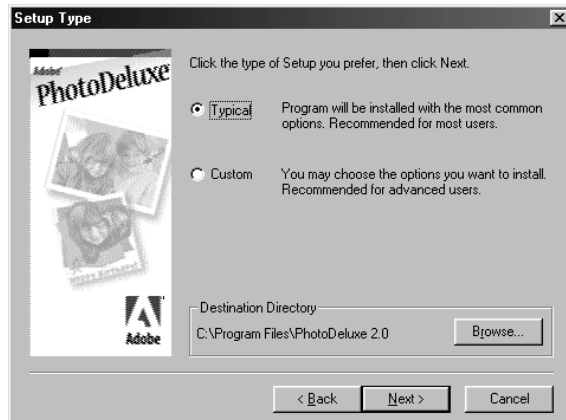 Setup Type
Adobe
PhotoDeluxe
Adobe
Click the type of Setup you prefer, then click Next.
Typical
Program will be installed with the most common
options. Recommended for most users.
Custom
You may choose the options you want to install.
Recommended for advanced users.
Destination Directory
C:\Program Files\PhotoDeluxe 2.0
Browse...
< Back
Next >
Cancel